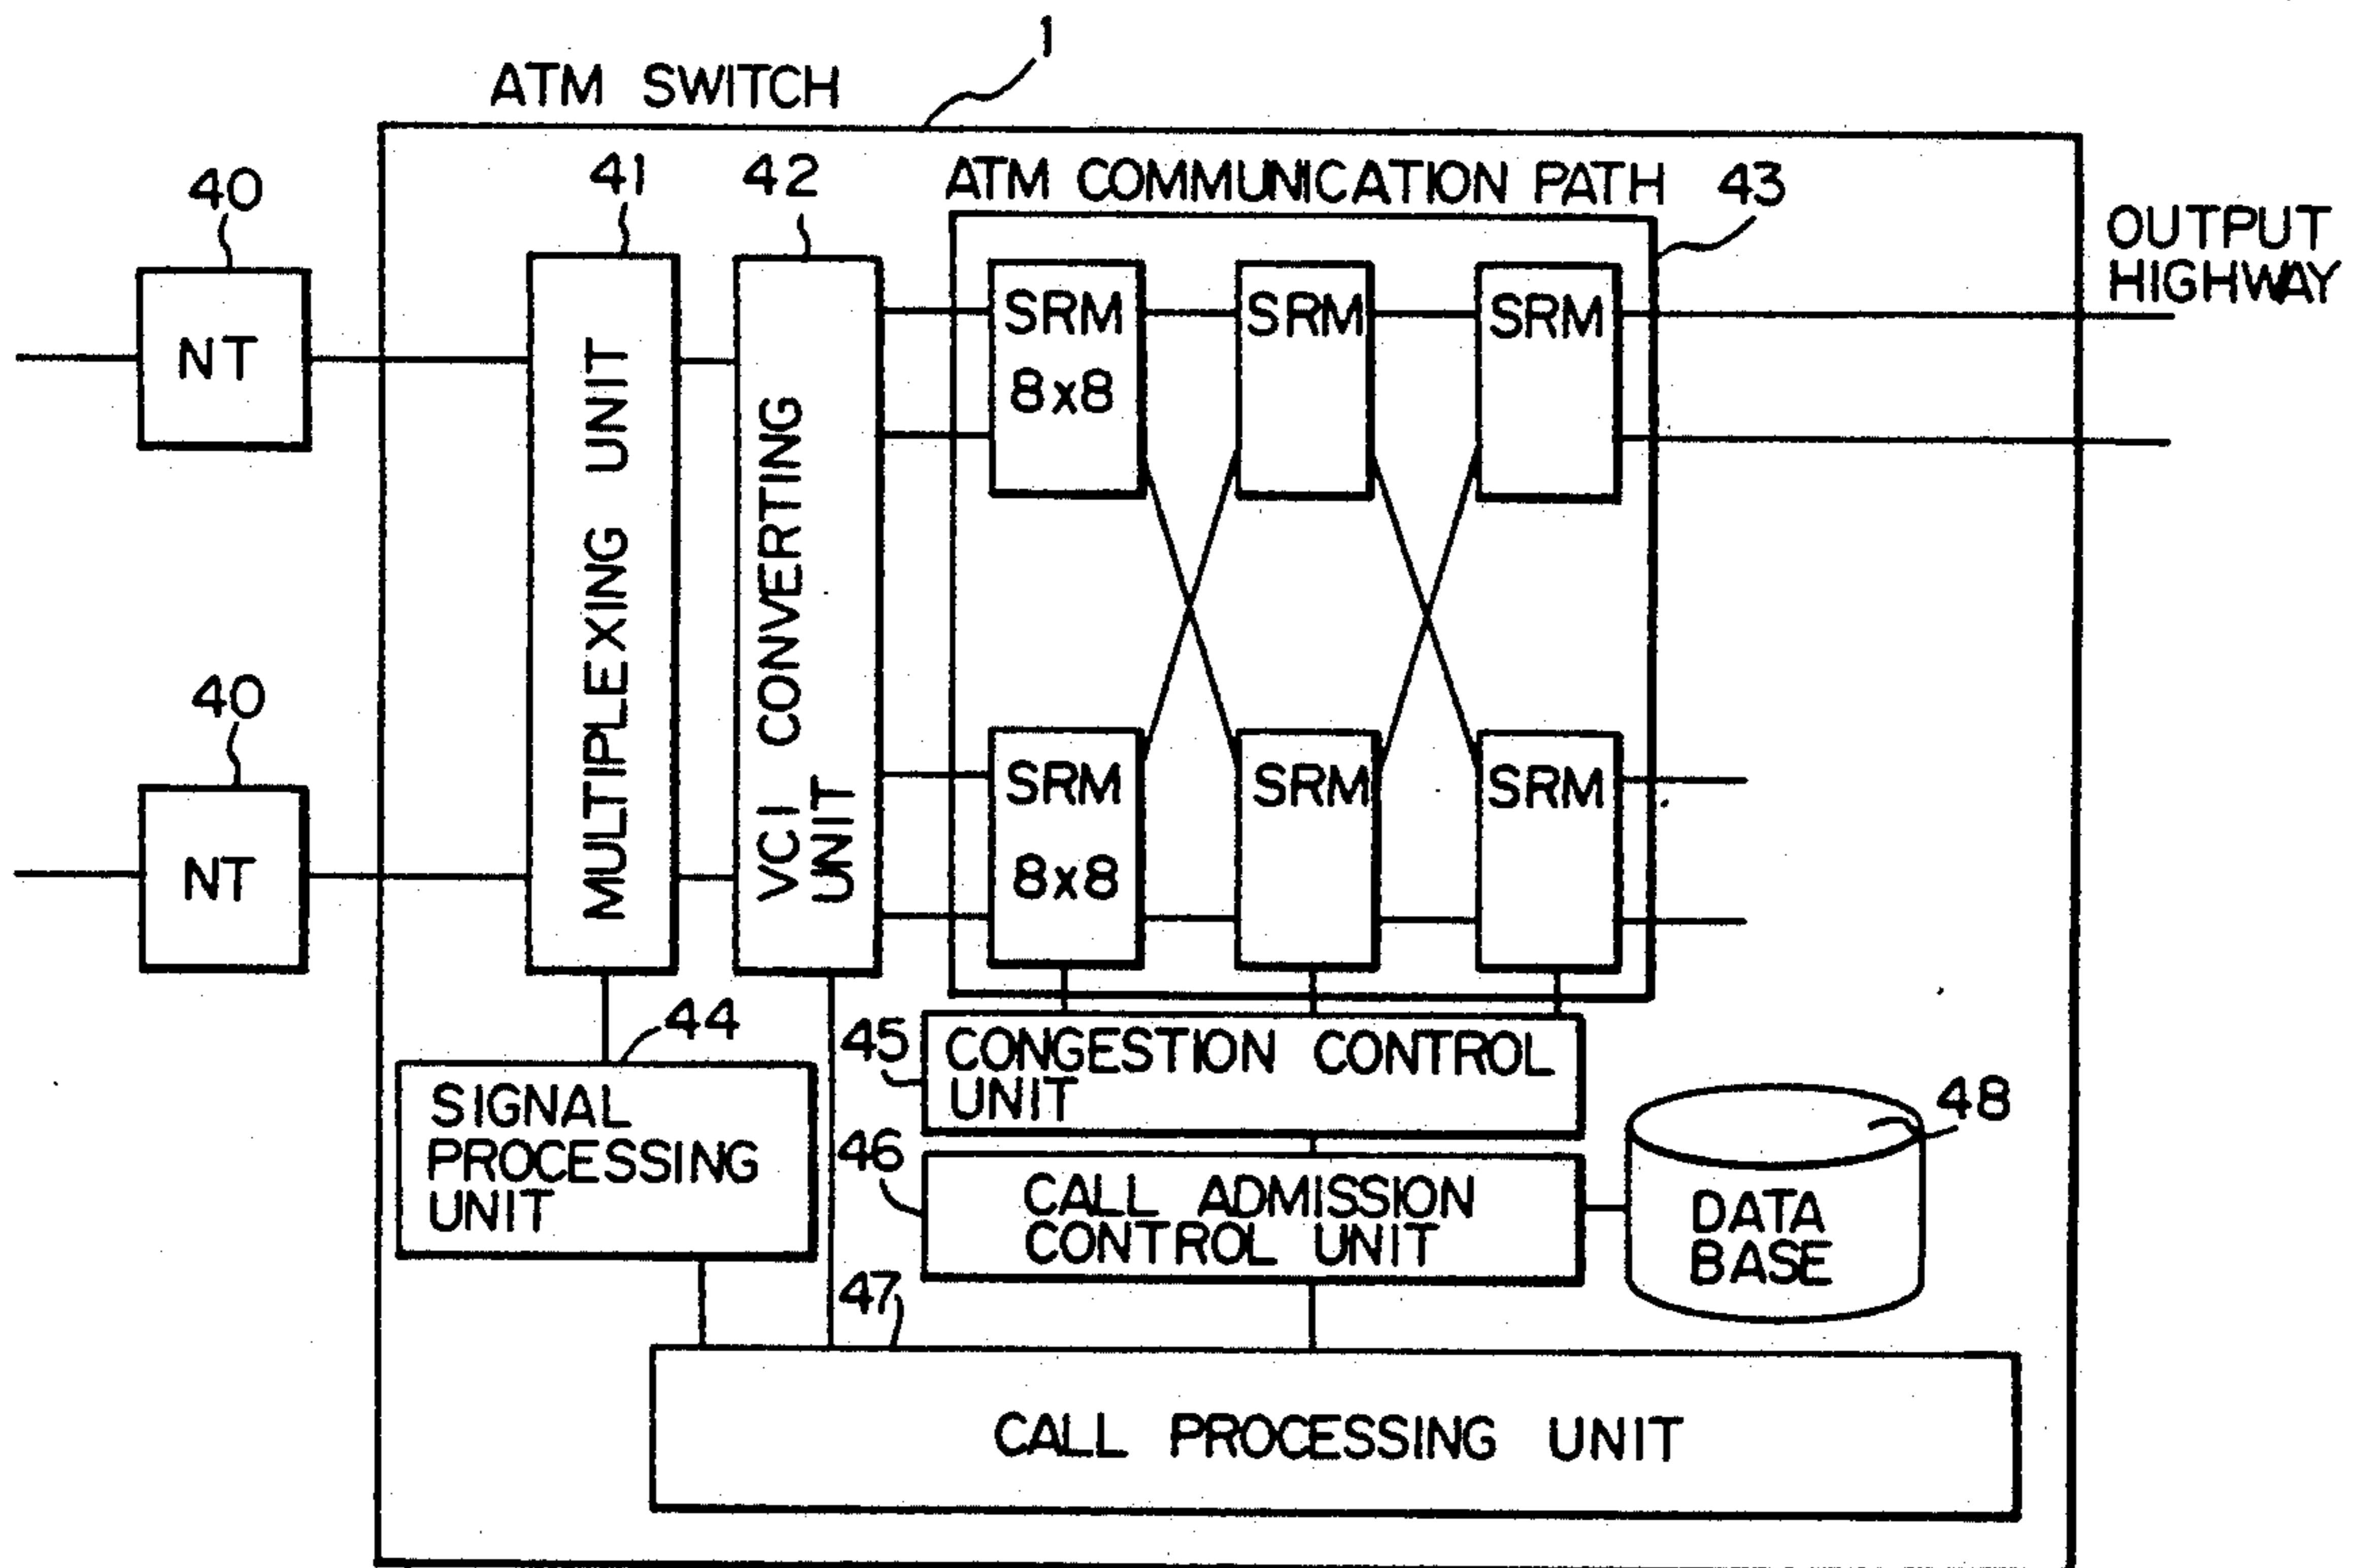 1
ATM SWITCH
40
41
42
ATM COMMUNICATION PATH
43
OUTPUT
HIGHWAY
NT
MULTIPLEXING UNIT
VCI CONVERTING
UNIT
SRM
8x8
SRM
SRM
40
NT
SRM
8x8
SRM
SRM
44
SIGNAL
PROCESSING
UNIT
45
CONGESTION CONTROL
UNIT
46
CALL ADMISSION
CONTROL UNIT
48
DATA
BASE
47
CALL PROCESSING UNIT